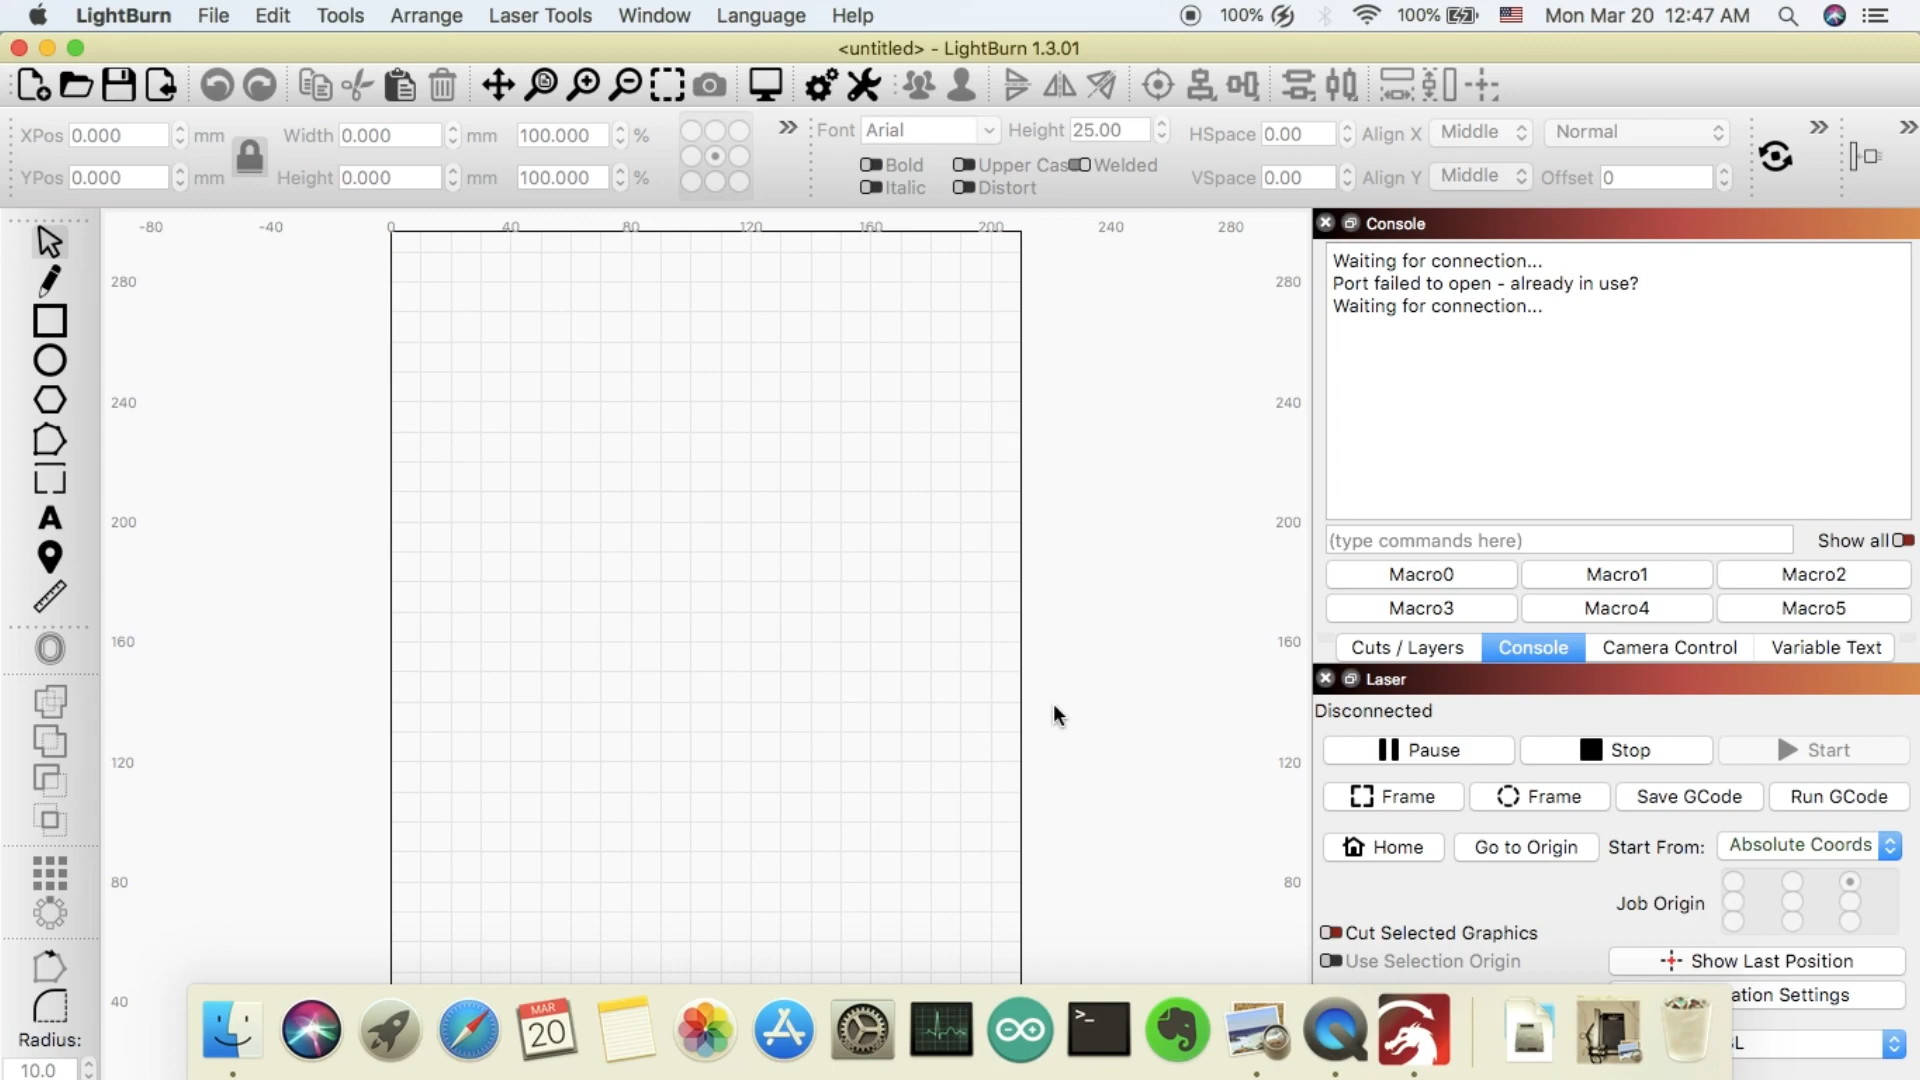 LightBurn File Edit Tools Arrange Laser Tools Window Language Help 100% 100% Mon Mar 20 12:47 AM
<untitled> - LightBurn 1.3.01
XPos 0.000 mm Width 0.000 mm 100.000 % Font Arial Height 25.00 HSpace 0.00 Align X Middle Normal
Bold Upper Cas Welded
YPos 0.000 mm Height 0.000 mm 100.000 % Italic Distort VSpace 0.00 Align Y Middle Offset 0
-80 -40 0 40 80 120 160 200 240 280
280 280
240 240
200 200
160 160
120 120
80 80
40
Radius:
10.0
Console
Waiting for connection...
Port failed to open - already in use?
Waiting for connection...
(type commands here) Show all
Macro0 Macro1 Macro2
Macro3 Macro4 Macro5
Cuts / Layers Console Camera Control Variable Text
Laser
Disconnected
Pause Stop Start
Frame Frame Save GCode Run GCode
Home Go to Origin Start From: Absolute Coords
Job Origin
Cut Selected Graphics
Use Selection Origin Show Last Position
ation Settings
L
MAR
20
>_